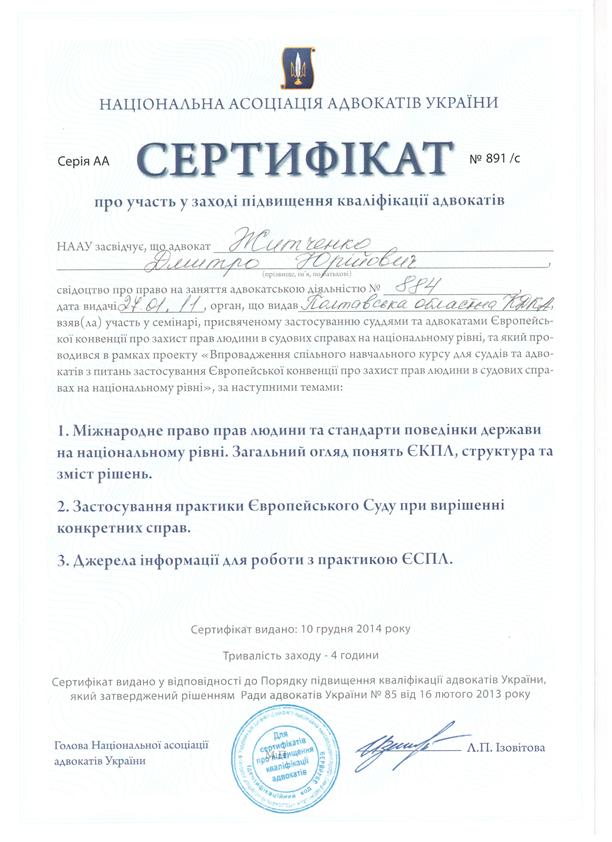 НАЦІОНАЛЬНА АСОЦІАЦІЯ АДВОКАТІВ УКРАЇНИ
Серія АА СЕРТИФІКАТ № 891 /с
про участь у заході підвищення кваліфікації адвокатів
НААУ засвідчує, що адвокат Житченко
Дмитро Юрійович
(прізвище, ім'я, по батькові)
свідоцтво про право на заняття адвокатською діяльністю № 884
дата видачі 27.01.11, орган, що видав Полтавська обласна КДКА,
взяв(ла) участь у семінарі, присвяченому застосуванню суддями та адвокатами Європейсь-
кої конвенції про захист прав людини в судових справах на національному рівні, та який про-
водився в рамках проекту «Впровадження спільного навчального курсу для суддів та адво-
катів з питань застосування Європейської конвенції про захист прав людини в судових спра-
вах на національному рівні», за наступними темами:
1. Міжнародне право прав людини та стандарти поведінки держави
на національному рівні. Загальний огляд понять ЄКПЛ, структура та
зміст рішень.
2. Застосування практики Європейського Суду при вирішенні
конкретних справ.
3. Джерела інформації для роботи з практикою ЄСПЛ.
Сертифікат видано: 10 грудня 2014 року
Тривалість заходу - 4 години
Сертифікат видано у відповідності до Порядку підвищення кваліфікації адвокатів України,
який затверджений рішенням Ради адвокатів України № 85 від 16 лютого 2013 року
Голова Національної асоціації
адвокатів України
Л.П. Ізовітова
Для
сертифікатів
про підвищення
кваліфікації
адвокатів